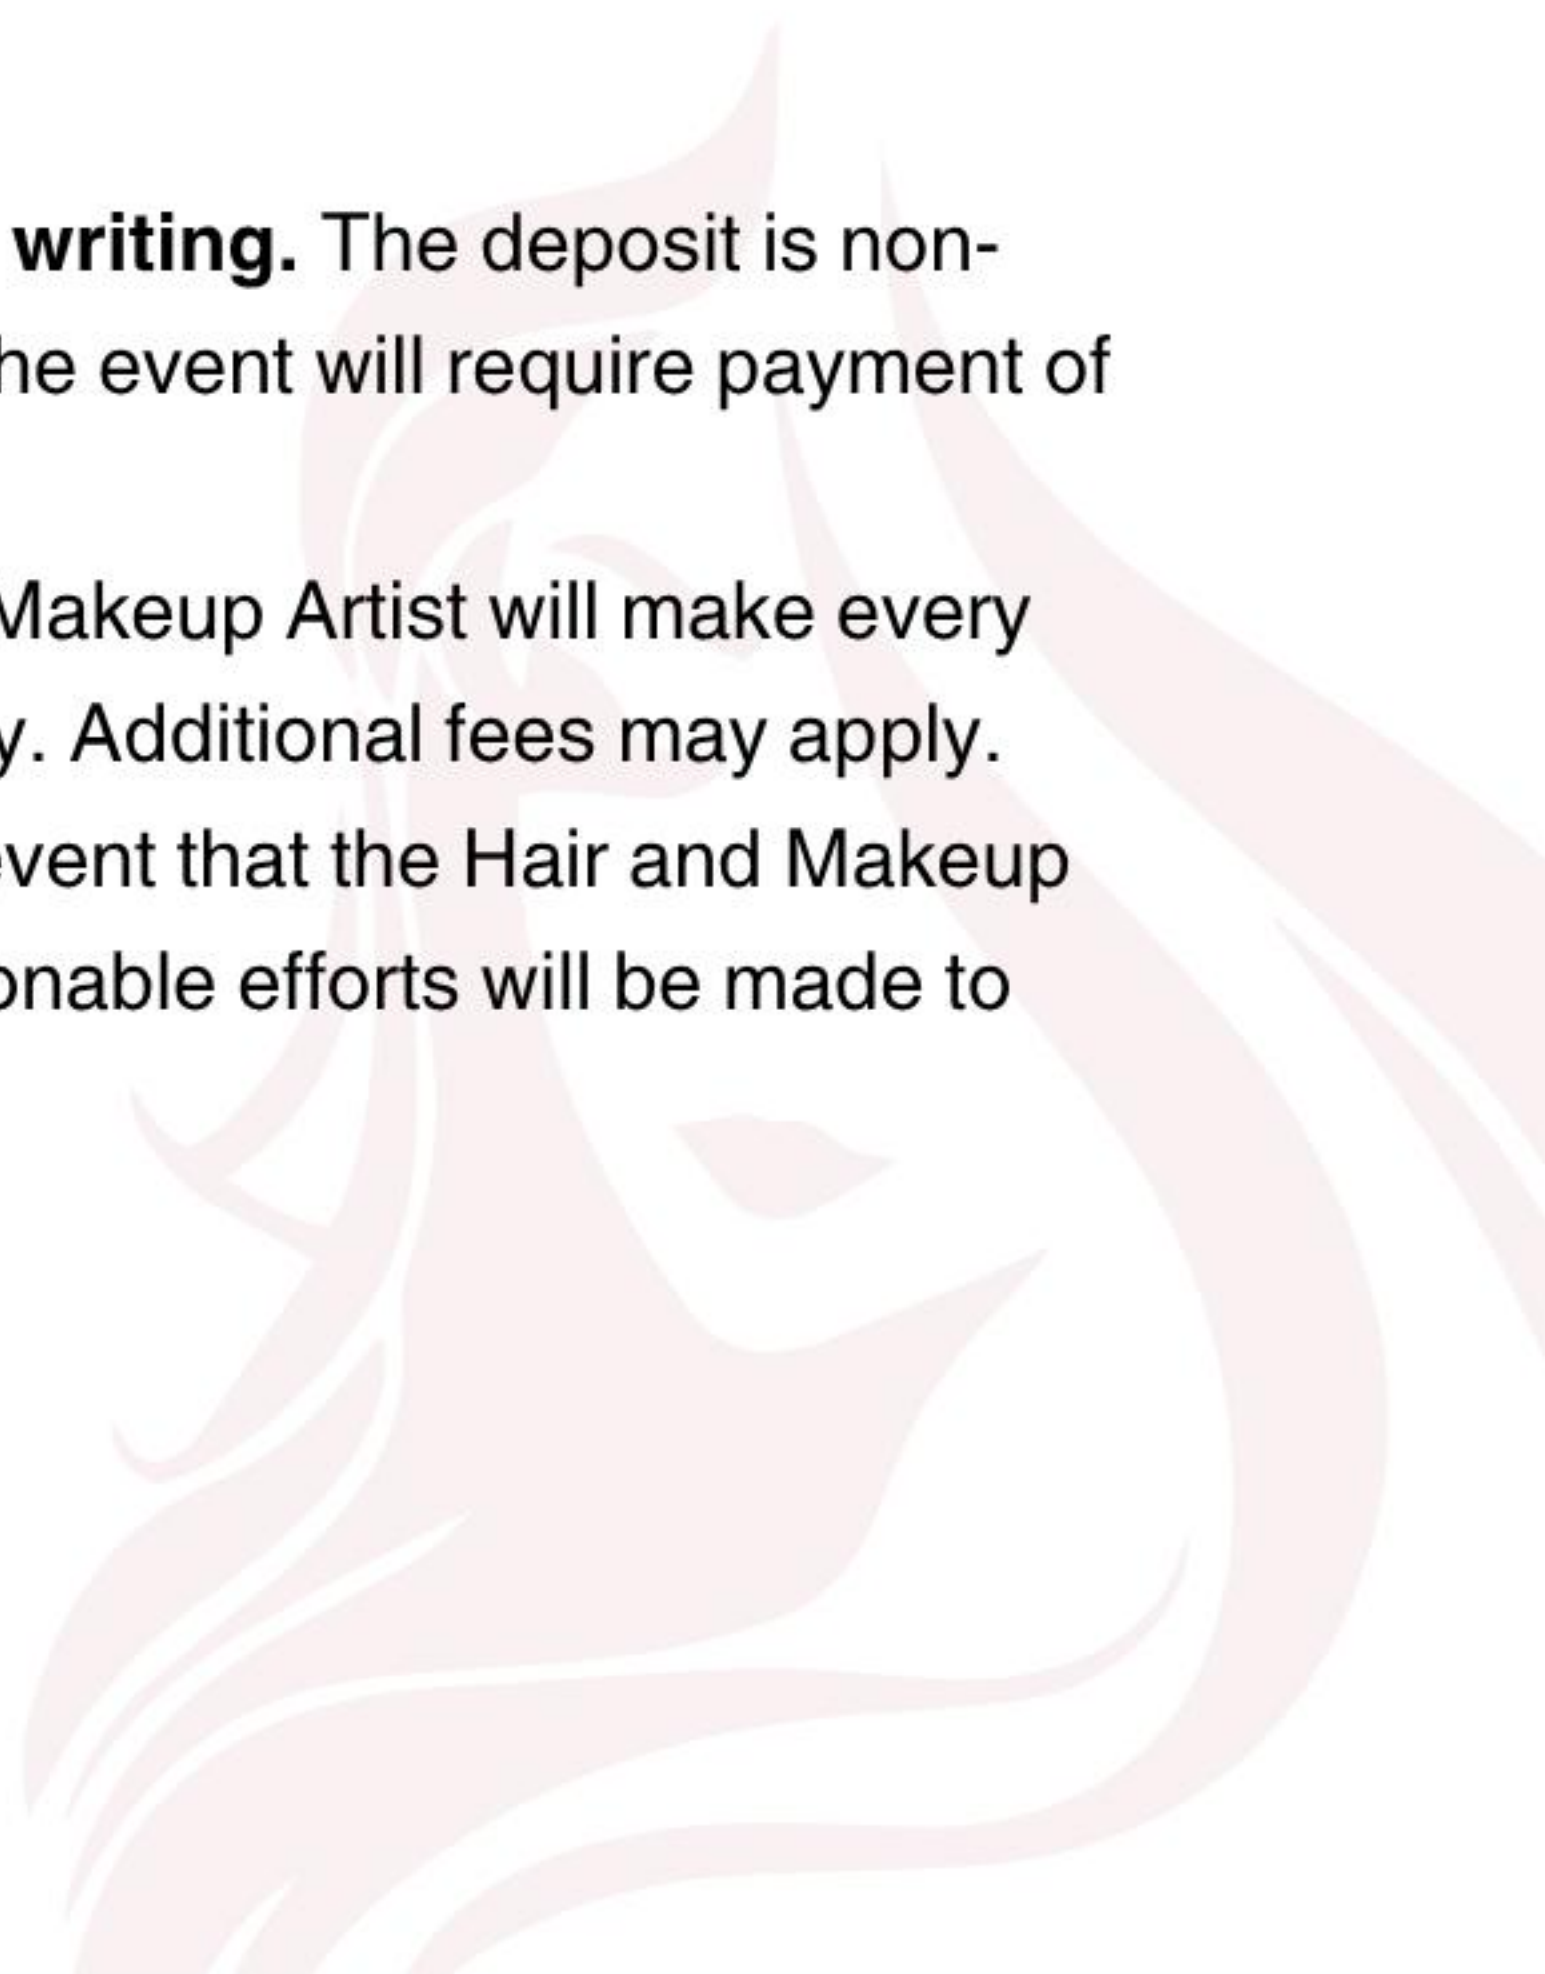 writing. The deposit is non-
he event will require payment of
Makeup Artist will make every
y. Additional fees may apply.
event that the Hair and Makeup
onable efforts will be made to